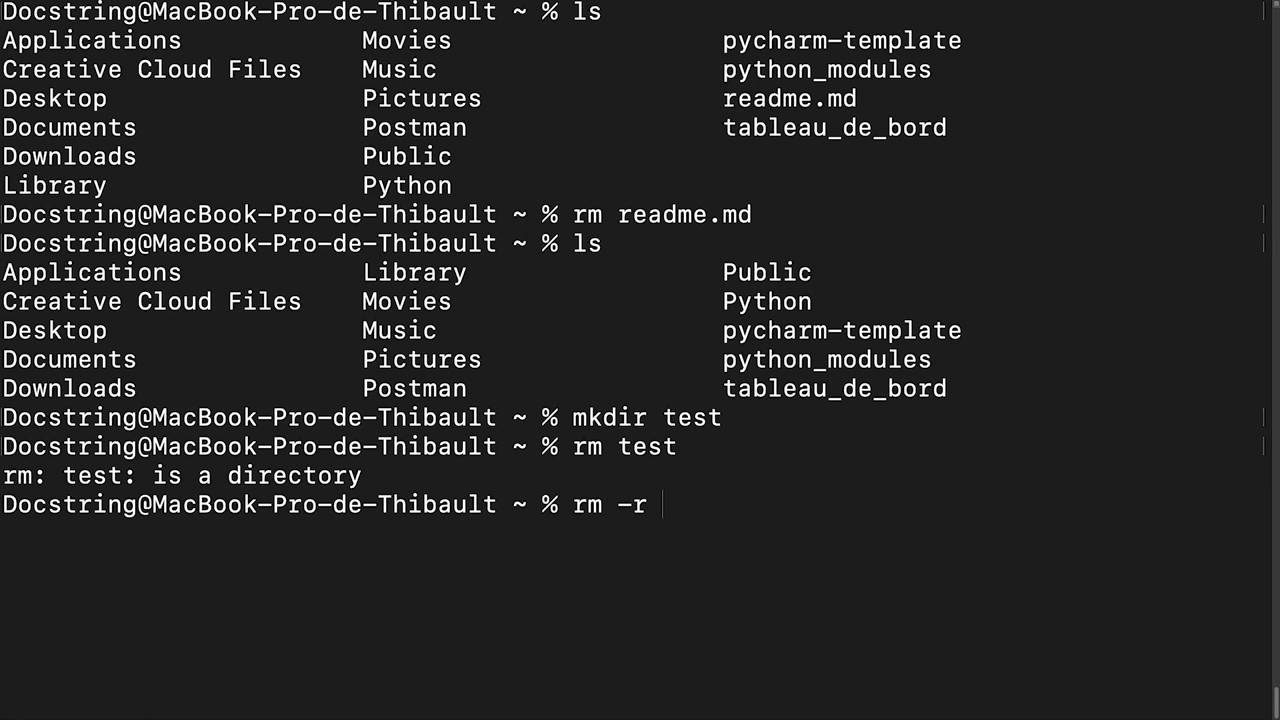 Docstring@MacBook-Pro-de-Thibault ~ % ls
Applications Movies pycharm-template
Creative Cloud Files Music python_modules
Desktop Pictures readme.md
Documents Postman tableau_de_bord
Downloads Public
Library Python
Docstring@MacBook-Pro-de-Thibault ~ % rm readme.md
Docstring@MacBook-Pro-de-Thibault ~ % ls
Applications Library Public
Creative Cloud Files Movies Python
Desktop Music pycharm-template
Documents Pictures python_modules
Downloads Postman tableau_de_bord
Docstring@MacBook-Pro-de-Thibault ~ % mkdir test
Docstring@MacBook-Pro-de-Thibault ~ % rm test
rm: test: is a directory
Docstring@MacBook-Pro-de-Thibault ~ % rm -r